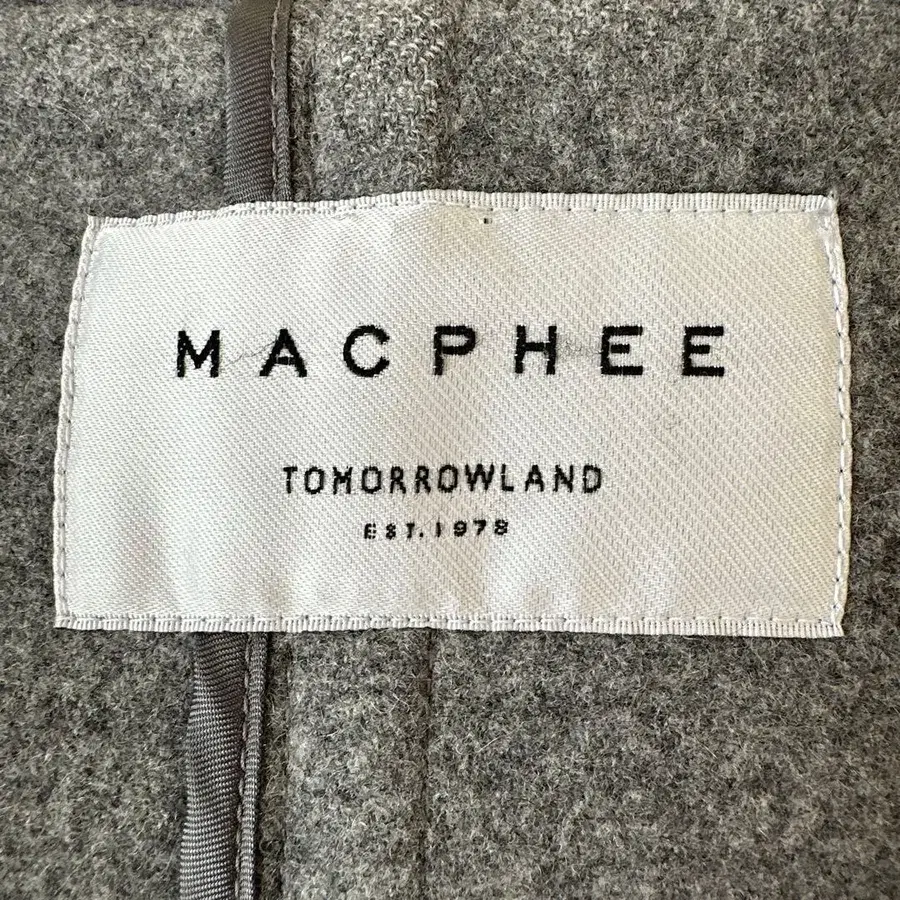 MACPHEE
TOMORROWLAND
EST. 1978